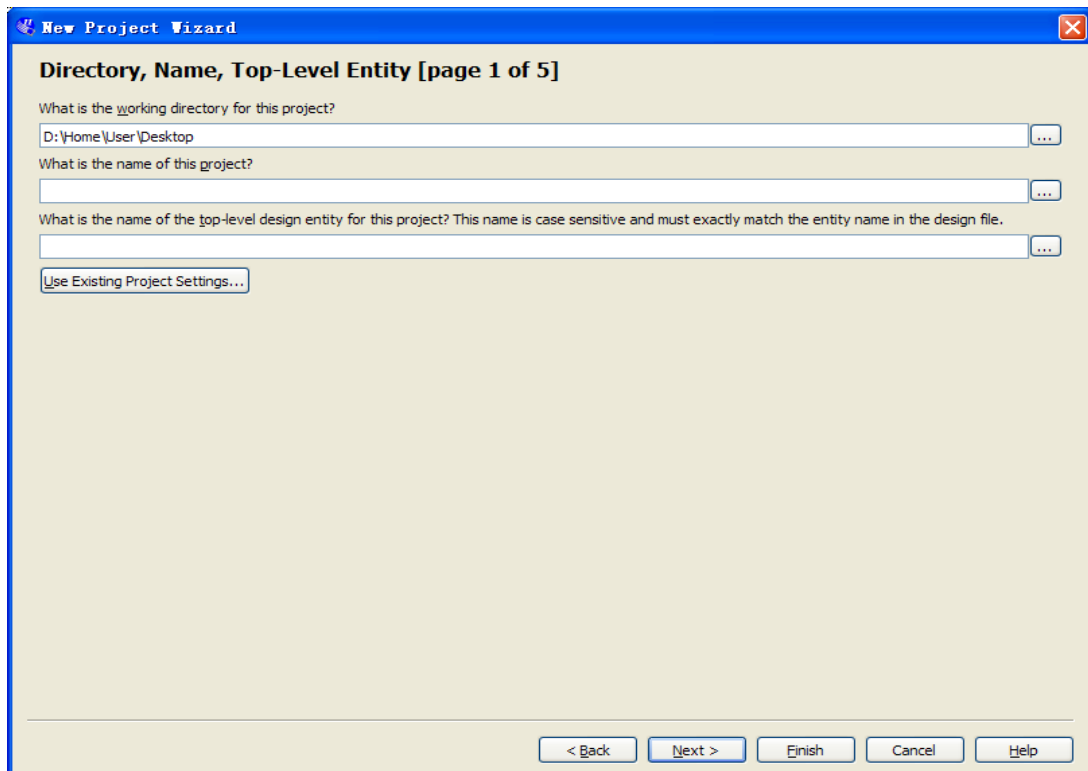 New Project Wizard
Directory, Name, Top-Level Entity [page 1 of 5]
What is the working directory for this project?
D:\Home\User\Desktop
...
What is the name of this project?
...
What is the name of the top-level design entity for this project? This name is case sensitive and must exactly match the entity name in the design file.
...
Use Existing Project Settings...
< Back Next > Finish Cancel Help